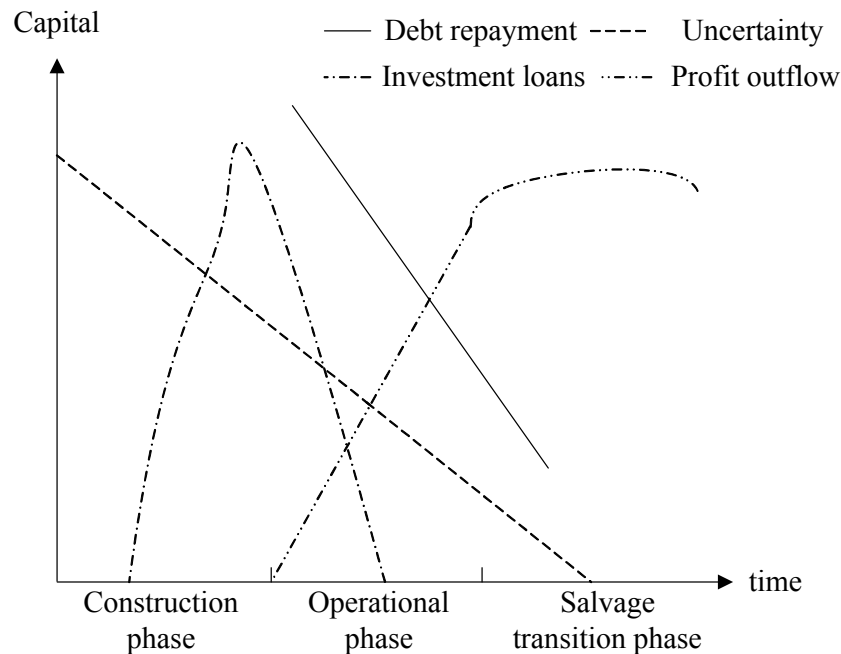 Capital
Debt repayment Uncertainty
Investment loans Profit outflow
time
Construction phase
Operational phase
Salvage transition phase